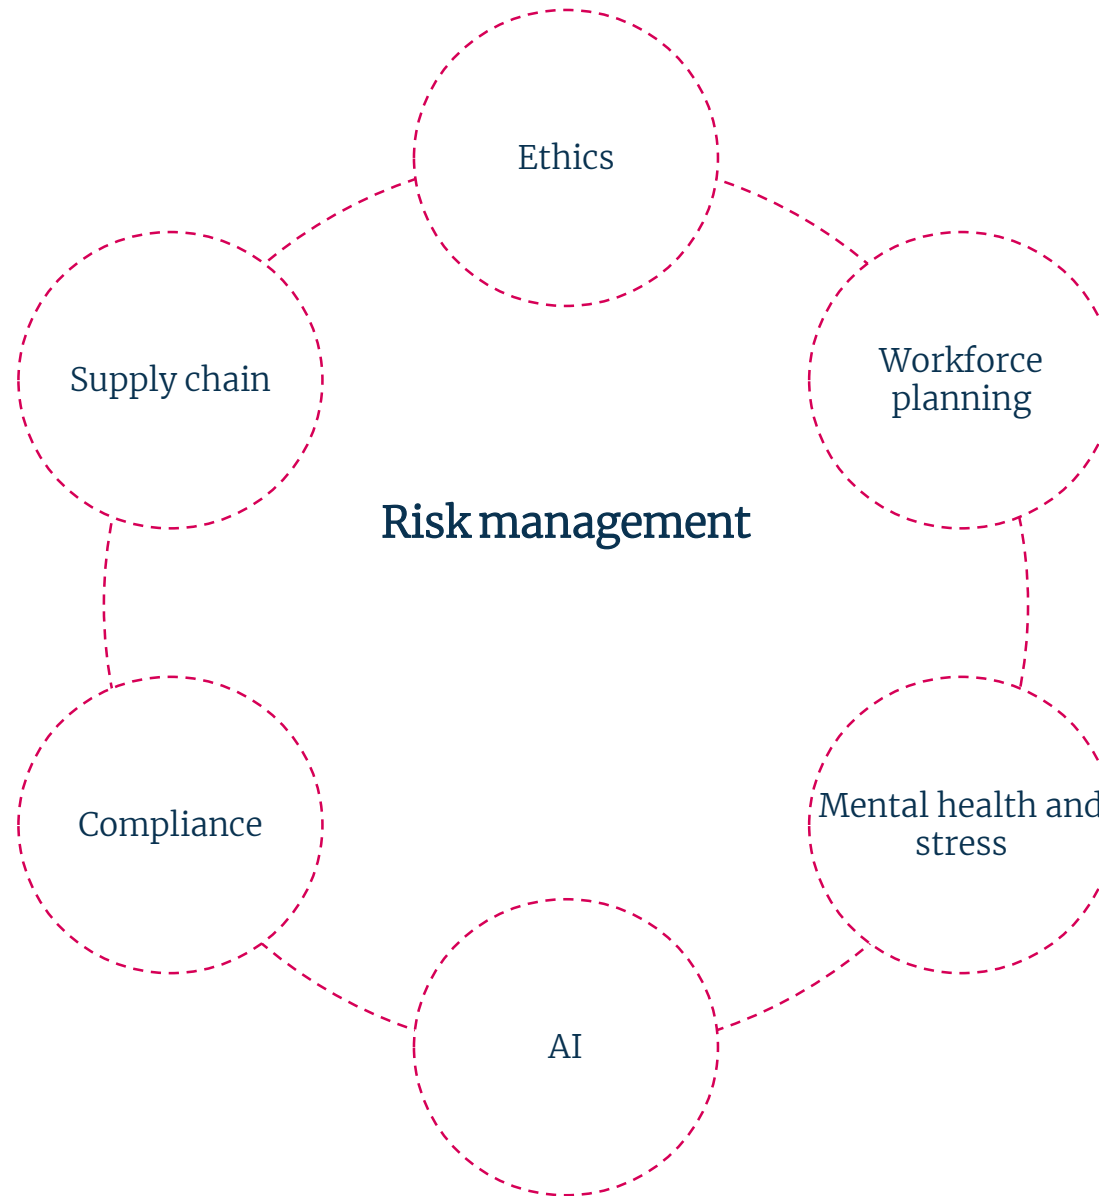 Ethics
Workforce
planning
Supply chain
Risk management
Mental health and
stress
Compliance
AI